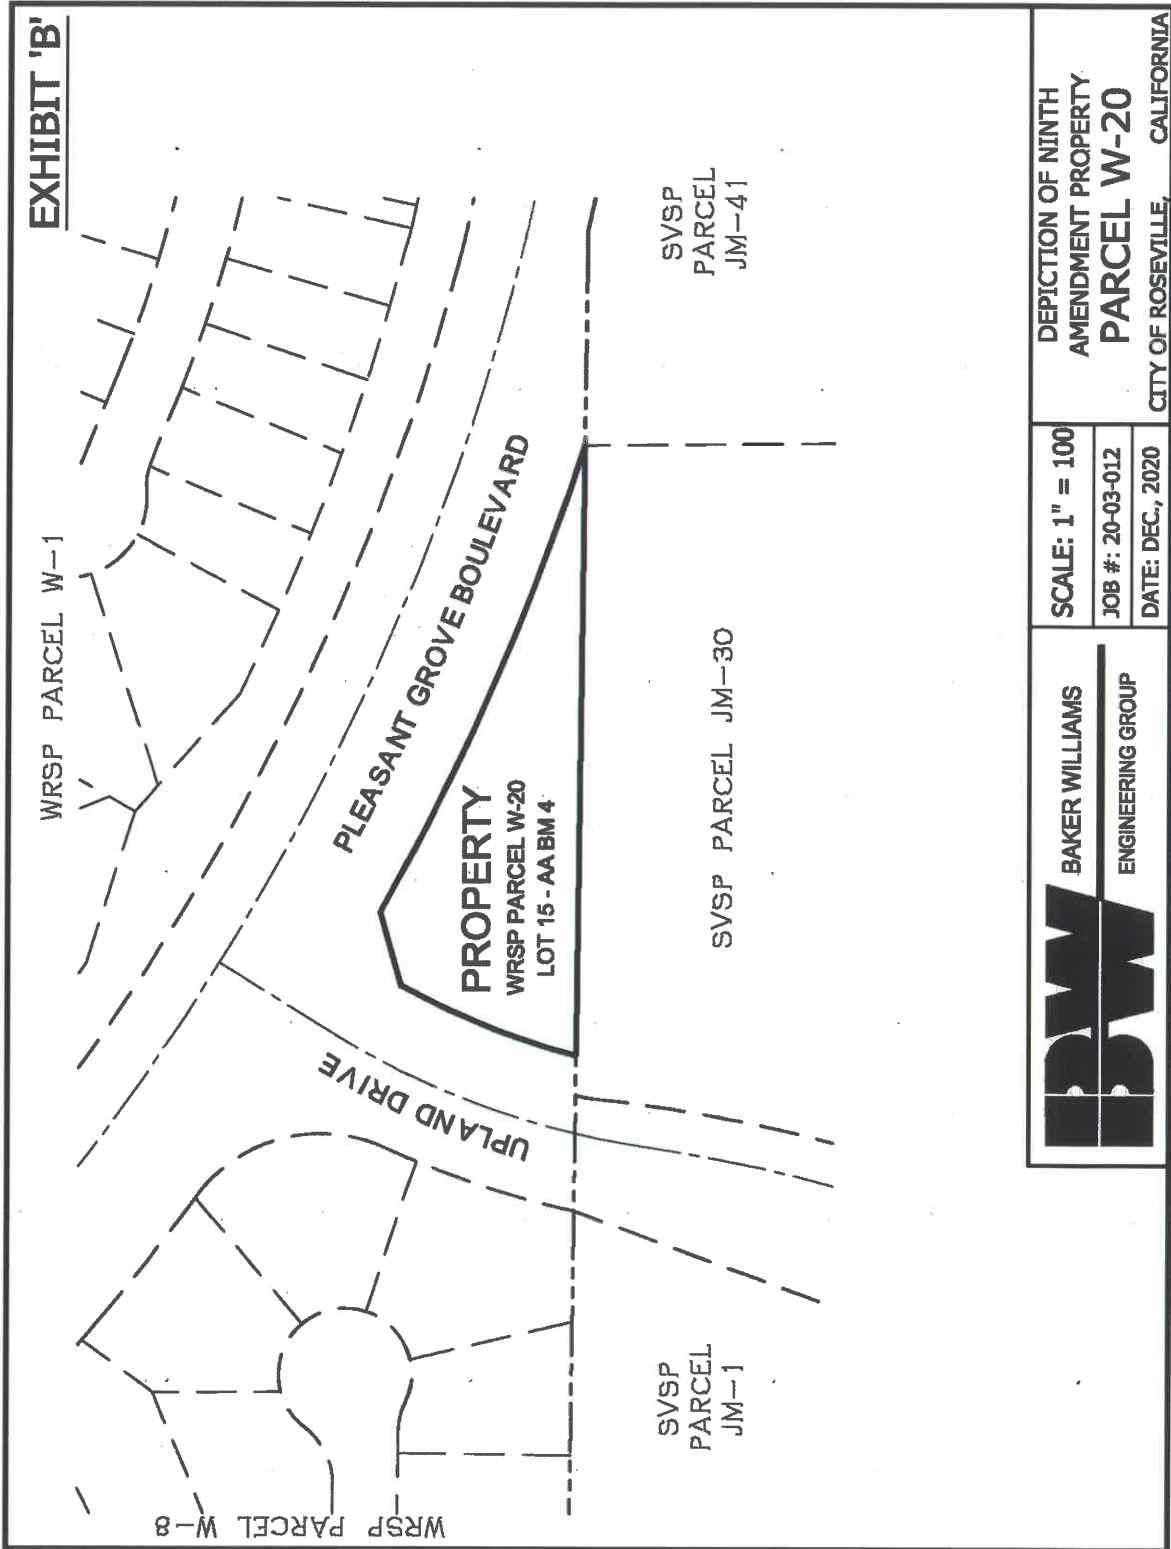 EXHIBIT 'B'
WRSP PARCEL W-1
PLEASANT GROVE BOULEVARD
PROPERTY
WRSP PARCEL W-20
LOT 15 - AA BM 4
UPLAND DRIVE
WRSP PARCEL W-8
SVSP
PARCEL
JM-1
SVSP PARCEL JM-30
SVSP
PARCEL
JM-41
BW
BAKER WILLIAMS
ENGINEERING GROUP
SCALE: 1" = 100
JOB #: 20-03-012
DATE: DEC., 2020
DEPICTION OF NINTH
AMENDMENT PROPERTY
PARCEL W-20
CITY OF ROSEVILLE, CALIFORNIA